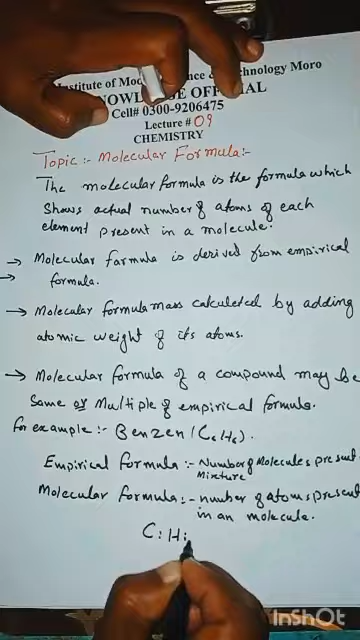 Institute of Mod nce & Technology Moro
NOWL GE OFFICIAL
Cell# 0300-9206475
Lecture # 09
CHEMISTRY
Topic :- Molecular Formula:-
The molecular formula is the formula which
Shows actual number of atoms of each
element present in a molecule.
→ Molecular farmula is derived from empirical
→ formula.
→ Molecular formula mass calculated by adding
atomic weight of its atoms.
→ Molecular formula of a compound may be
Same or Multiple of empirical formula.
for example :- Benzen (C6H6).
Empirical formula :- Number of Molecules present
Mixture
Molecular formula :- number of atoms present
in an molecule.
C : H :
InShOt